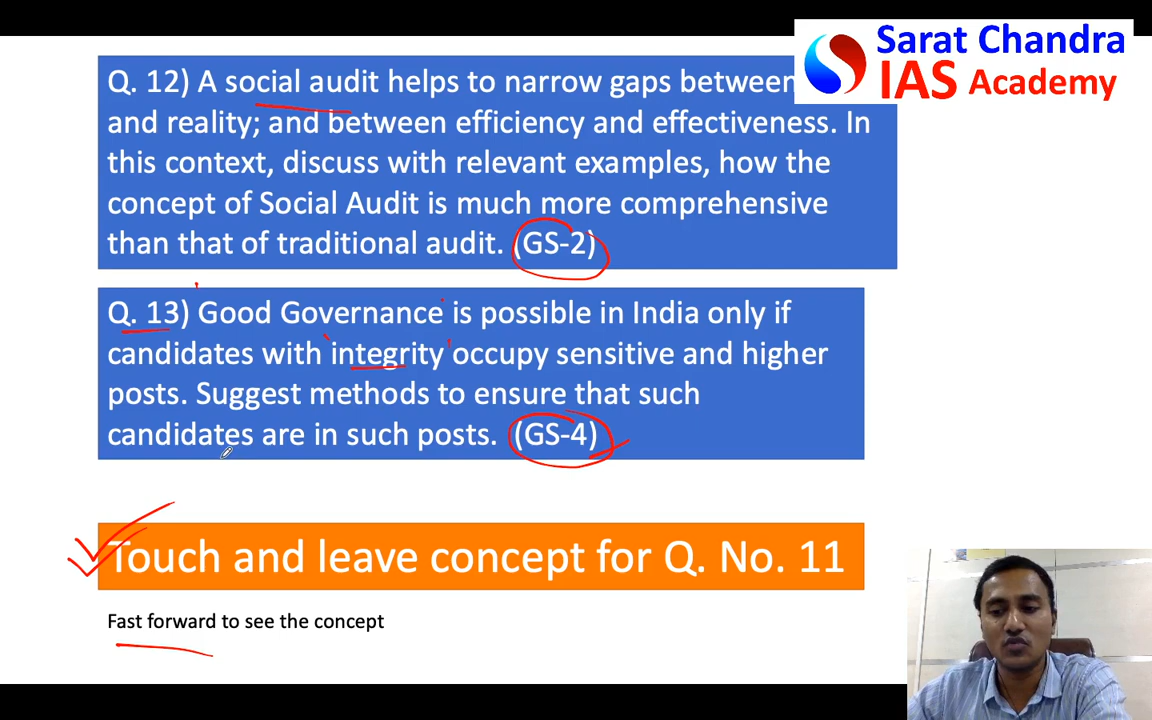 Sarat Chandra
IAS Academy
Q. 12) A social audit helps to narrow gaps between
and reality; and between efficiency and effectiveness. In
this context, discuss with relevant examples, how the
concept of Social Audit is much more comprehensive
than that of traditional audit. (GS-2)
Q. 13) Good Governance is possible in India only if
candidates with 'integrity' occupy sensitive and higher
posts. Suggest methods to ensure that such
candidates are in such posts. (GS-4)
Touch and leave concept for Q. No. 11
Fast forward to see the concept